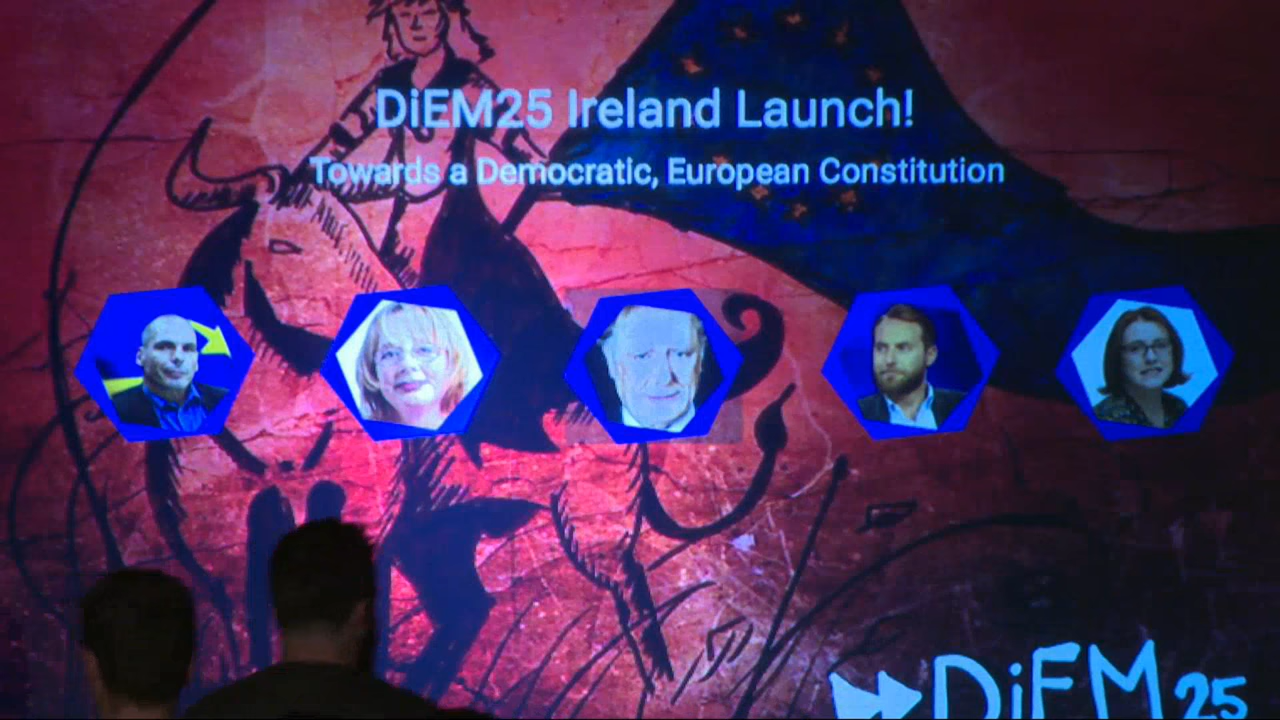 DiEM25 Ireland Launch!
Towards a Democratic, European Constitution
DiEM25